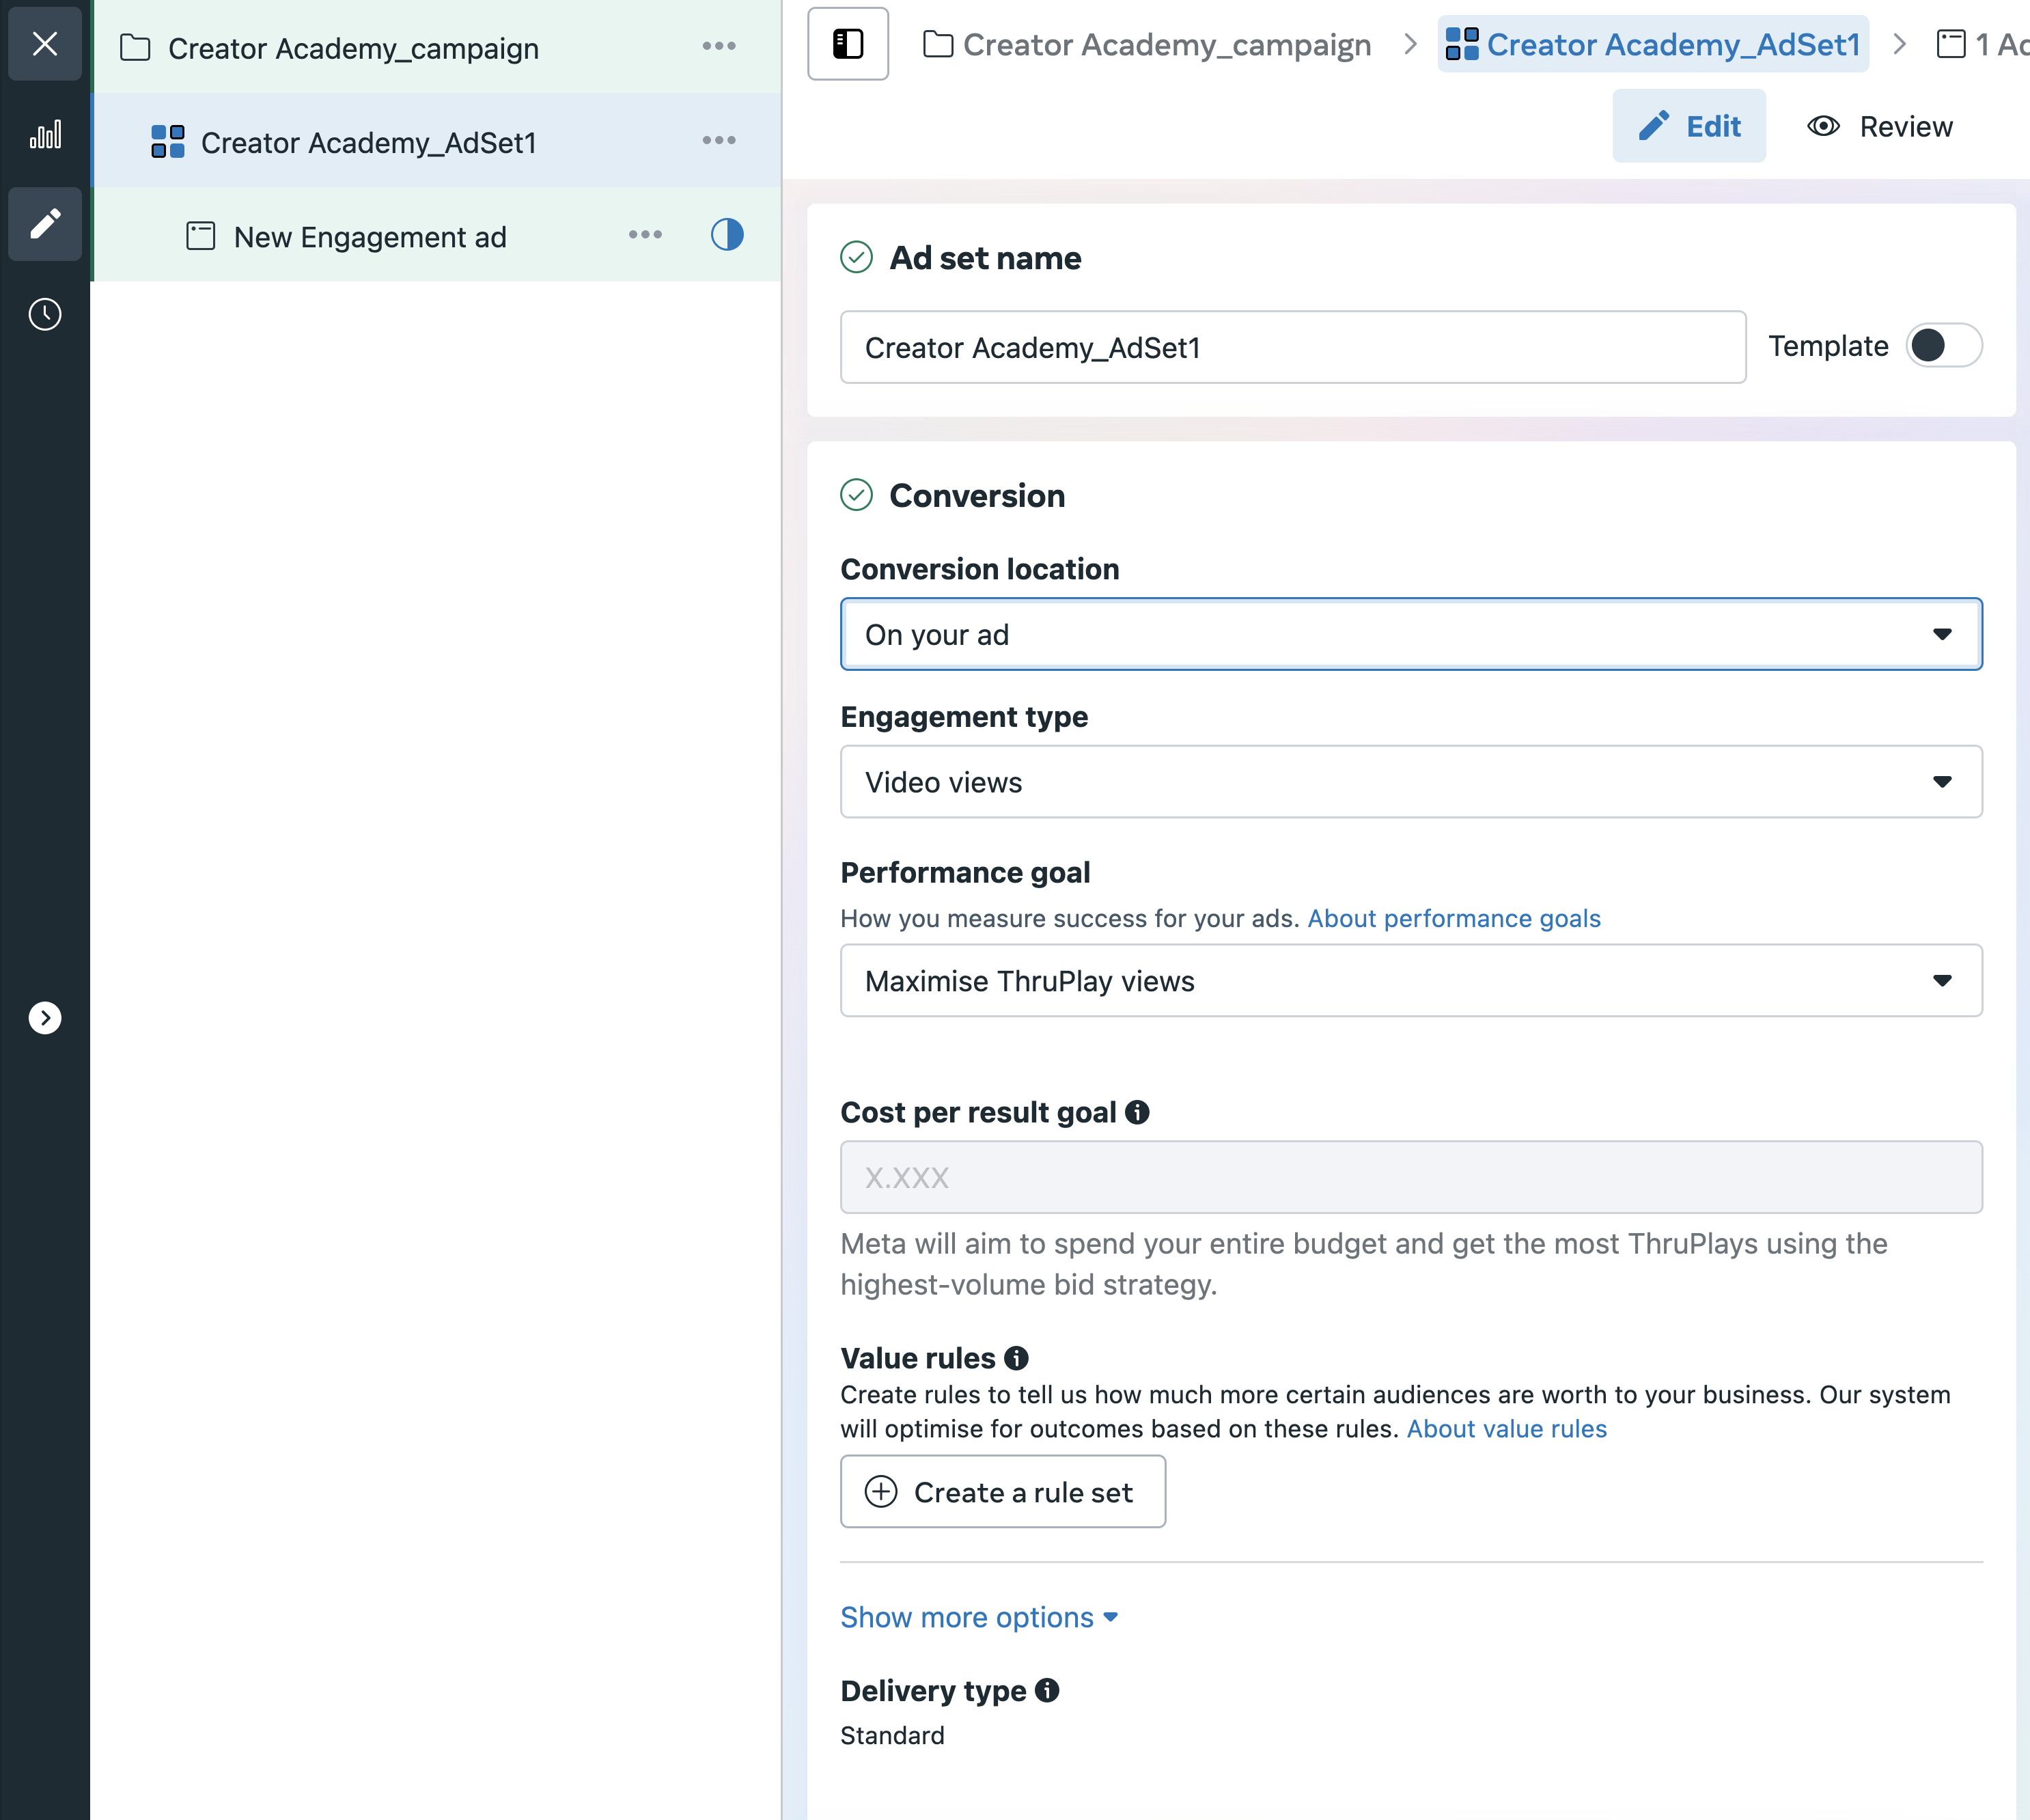 Creator Academy_campaign
Creator Academy_AdSet1
New Engagement ad
Creator Academy_campaign > Creator Academy_AdSet1 > 1
Edit
Review
Ad set name
Creator Academy_AdSet1
Template
Conversion
Conversion location
On your ad
Engagement type
Video views
Performance goal
How you measure success for your ads. About performance goals
Maximise ThruPlay views
Cost per result goal
X.XXX
Meta will aim to spend your entire budget and get the most ThruPlays using the
highest-volume bid strategy.
Value rules
Create rules to tell us how much more certain audiences are worth to your business. Our system
will optimise for outcomes based on these rules. About value rules
Create a rule set
Show more options
Delivery type
Standard